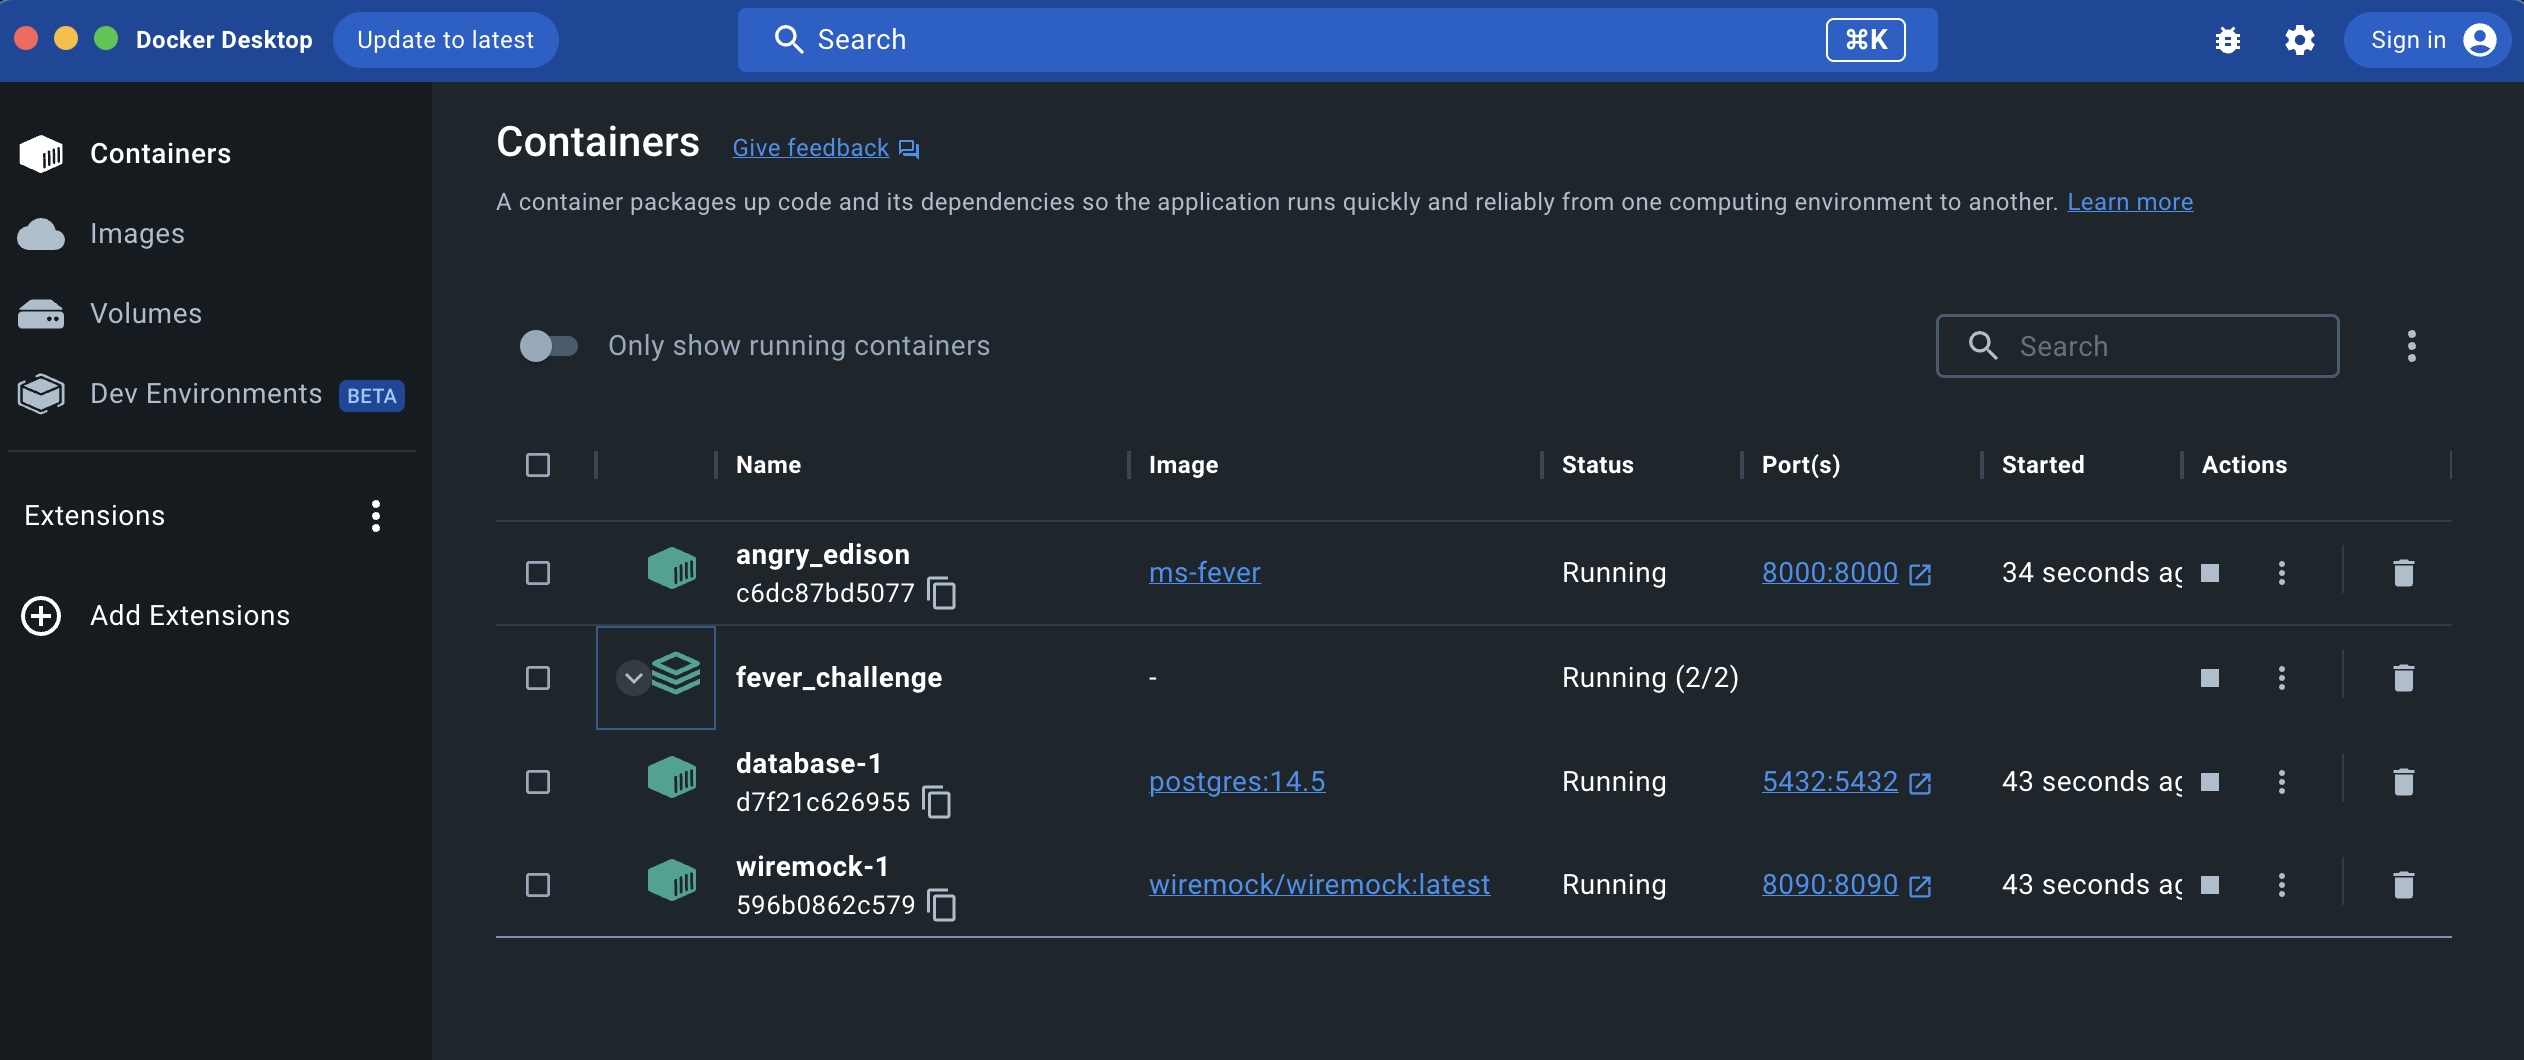 Docker Desktop
Update to latest
Search
⌘K
Sign in
Containers
Images
Volumes
Dev Environments BETA
Extensions
Add Extensions
Containers Give feedback
A container packages up code and its dependencies so the application runs quickly and reliably from one computing environment to another. Learn more
Only show running containers
Search
Name Image Status Port(s) Started Actions
angry_edison
c6dc87bd5077
ms-fever Running 8000:8000 34 seconds ag
fever_challenge - Running (2/2)
database-1
d7f21c626955
postgres:14.5 Running 5432:5432 43 seconds ag
wiremock-1
596b0862c579
wiremock/wiremock:latest Running 8090:8090 43 seconds ag